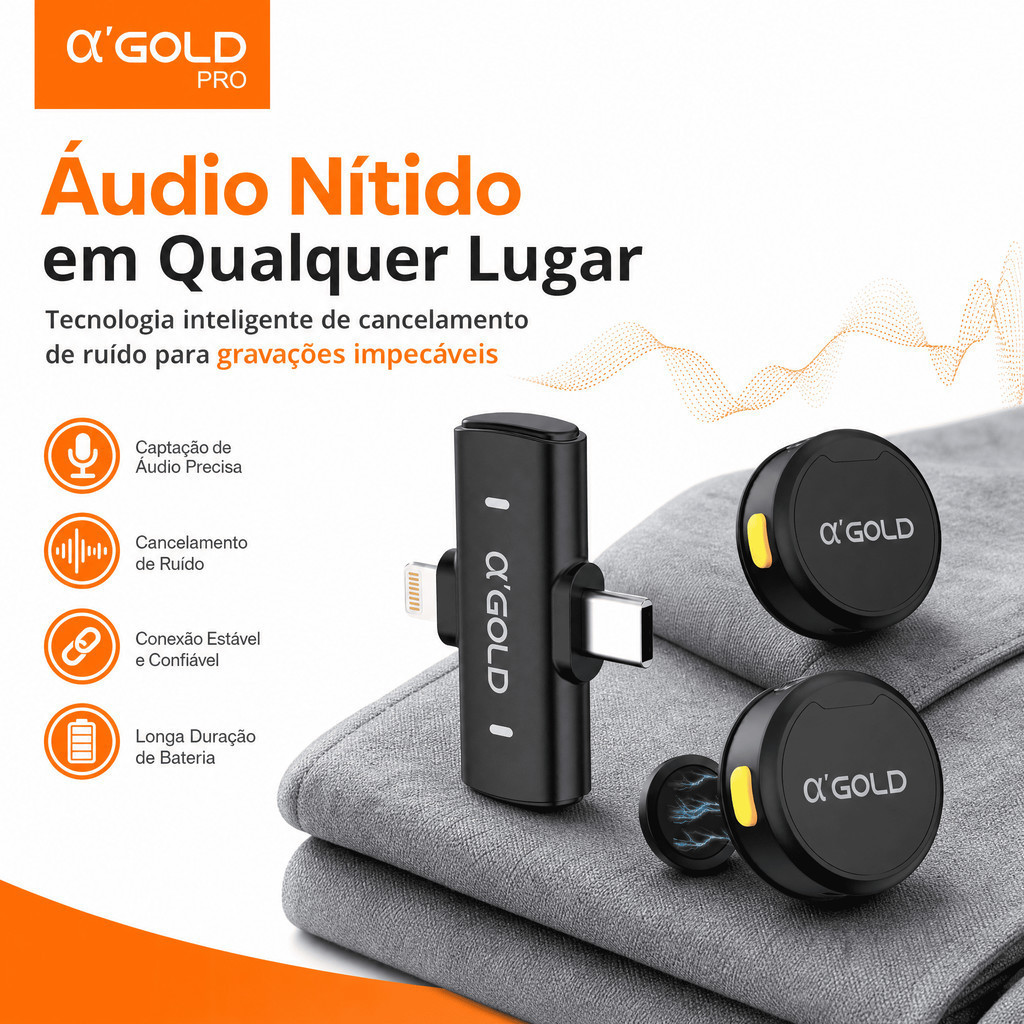 α'GOLD
PRO
Áudio Nítido
em Qualquer Lugar
Tecnologia inteligente de cancelamento
de ruído para gravações impecáveis
Captação de
Áudio Precisa
Cancelamento
de Ruído
Conexão Estável
e Confiável
Longa Duração
de Bateria
α'GOLD
α'GOLD
α'GOLD